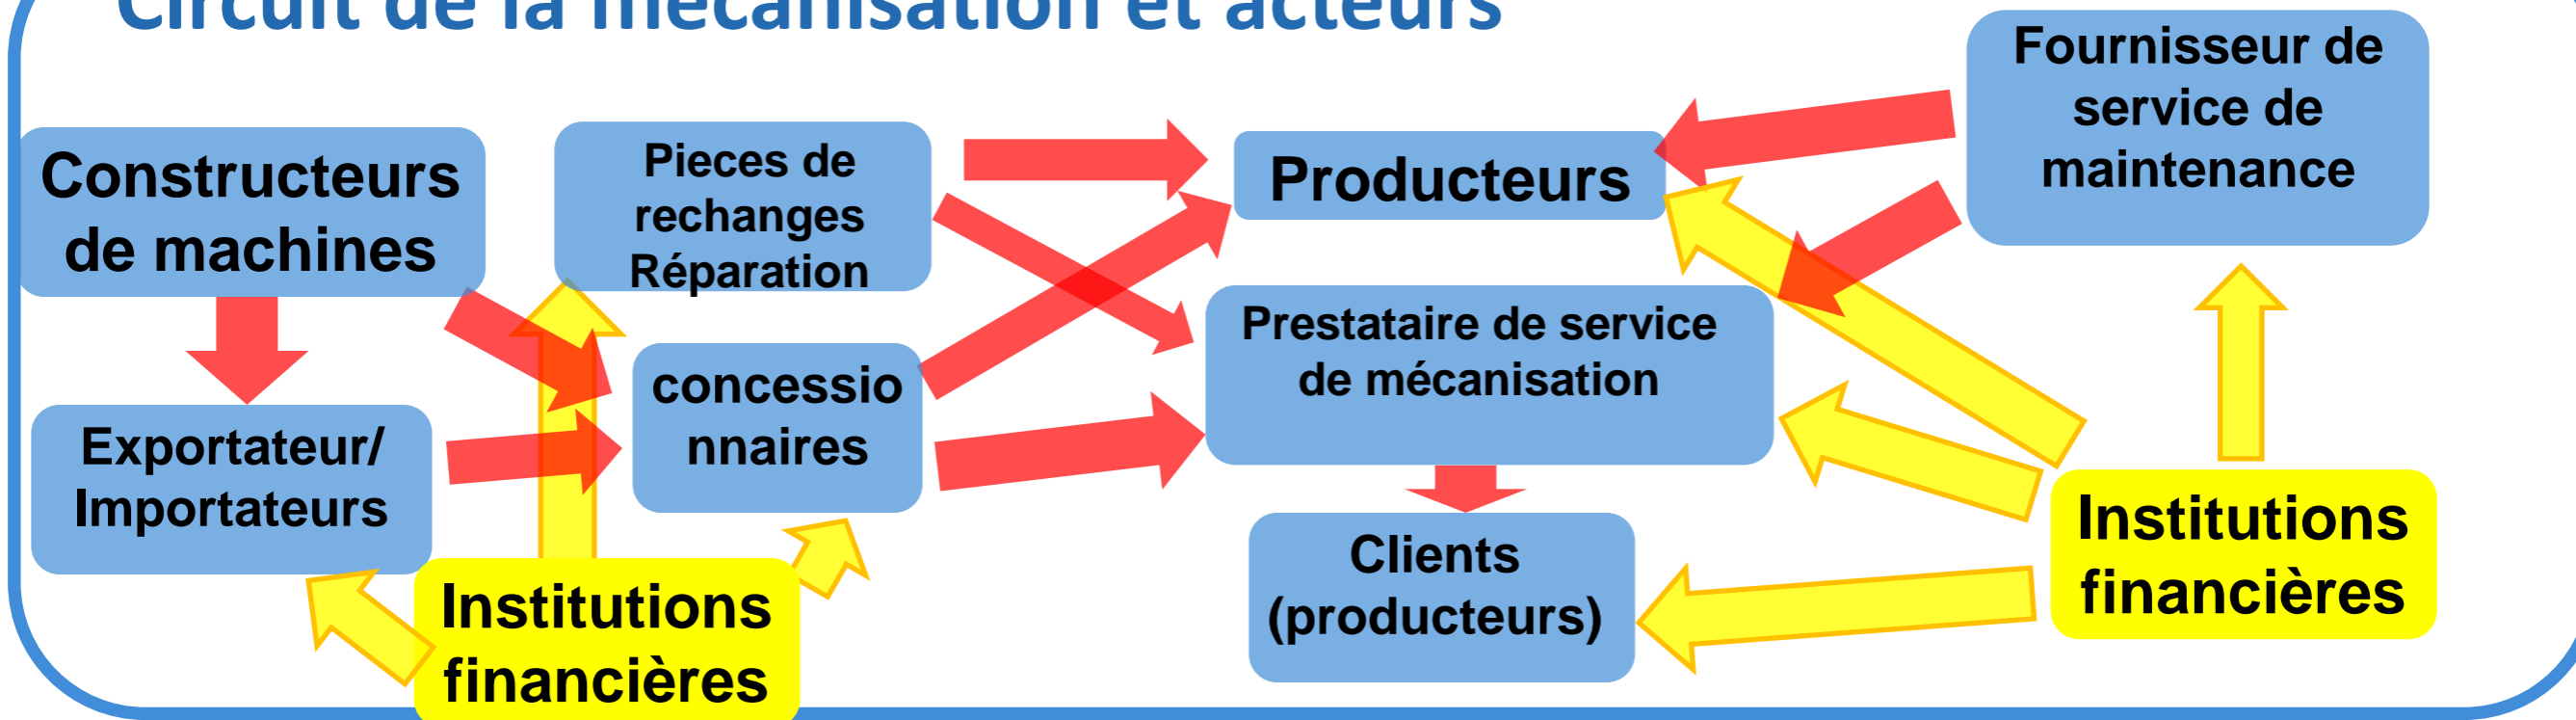 Circuit de la mécanisation et acteurs
Constructeurs
de machines
Pieces de
rechanges
Réparation
Producteurs
Fournisseur de
service de
maintenance
Exportateur/
Importateurs
concessio
nnaires
Prestataire de service
de mécanisation
Clients
(producteurs)
Institutions
financières
Institutions
financières